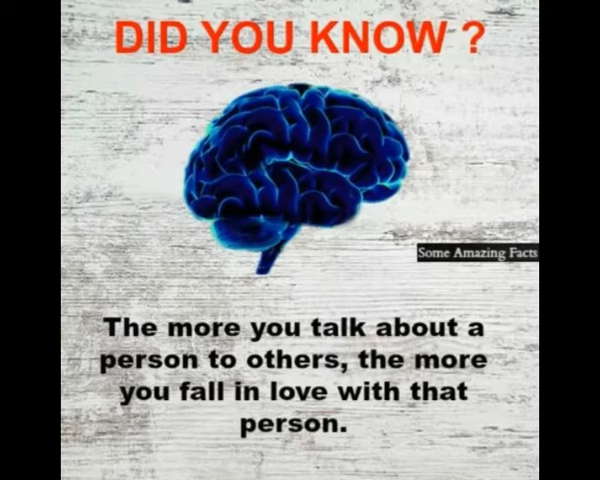 DID YOU KNOW ?
Some Amazing Facts
The more you talk about a
person to others, the more
you fall in love with that
person.